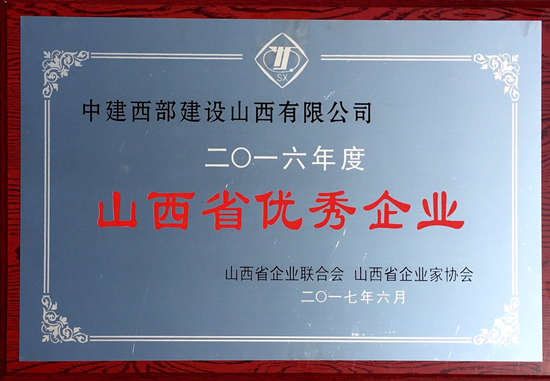 SX
中建西部建设山西有限公司
二〇一六年度
山西省优秀企业
山西省企业联合会 山西省企业家协会
二〇一七年六月